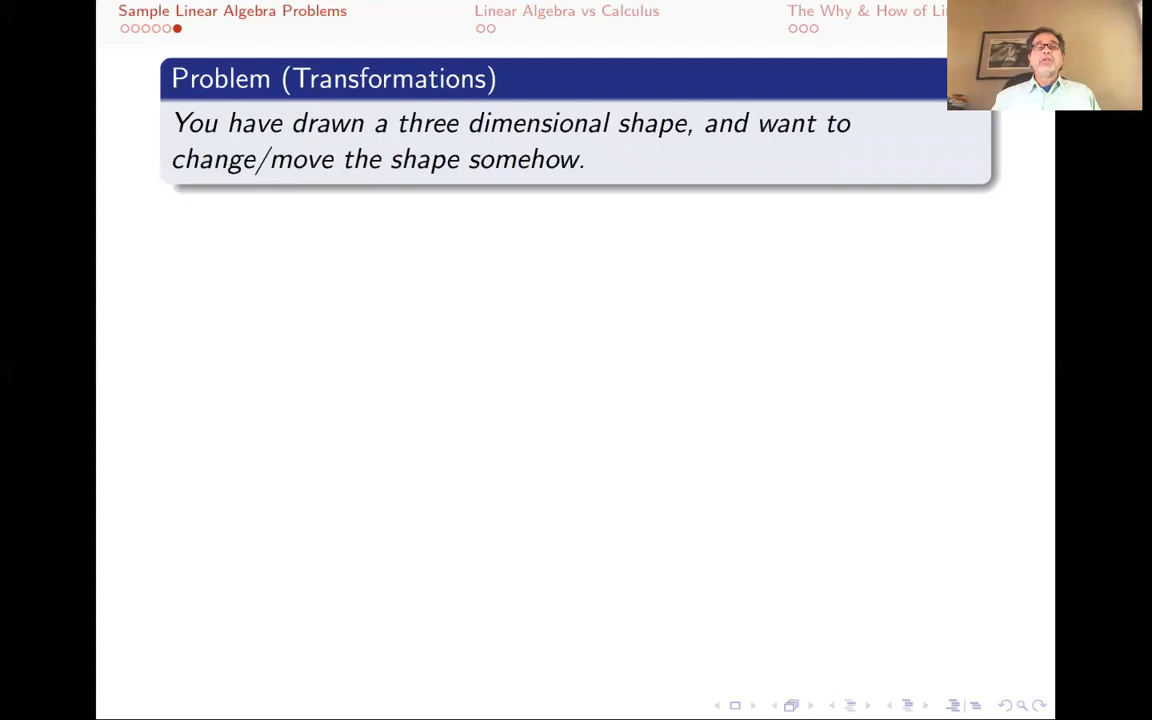 Sample Linear Algebra Problems
Linear Algebra vs Calculus
The Why & How of
Problem (Transformations)
You have drawn a three dimensional shape, and want to
change/move the shape somehow.